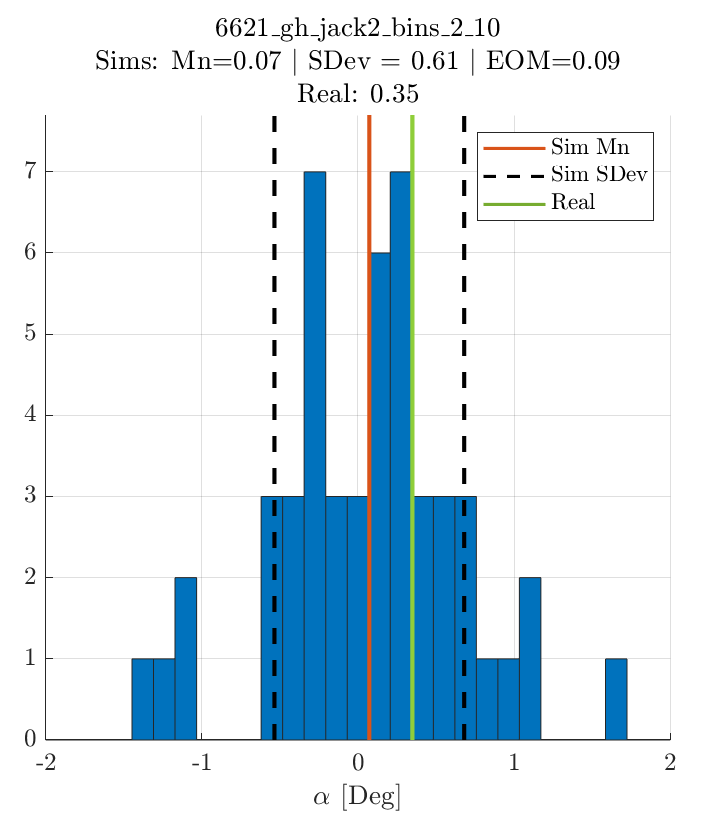 6621_gh_jack2_bins_2_10
Sims: Mn=0.07 | SDev = 0.61 | EOM=0.09
Real: 0.35
Sim Mn
Sim SDev
Real
7
6
5
4
3
2
1
0
-2 -1 0 1 2
α [Deg]